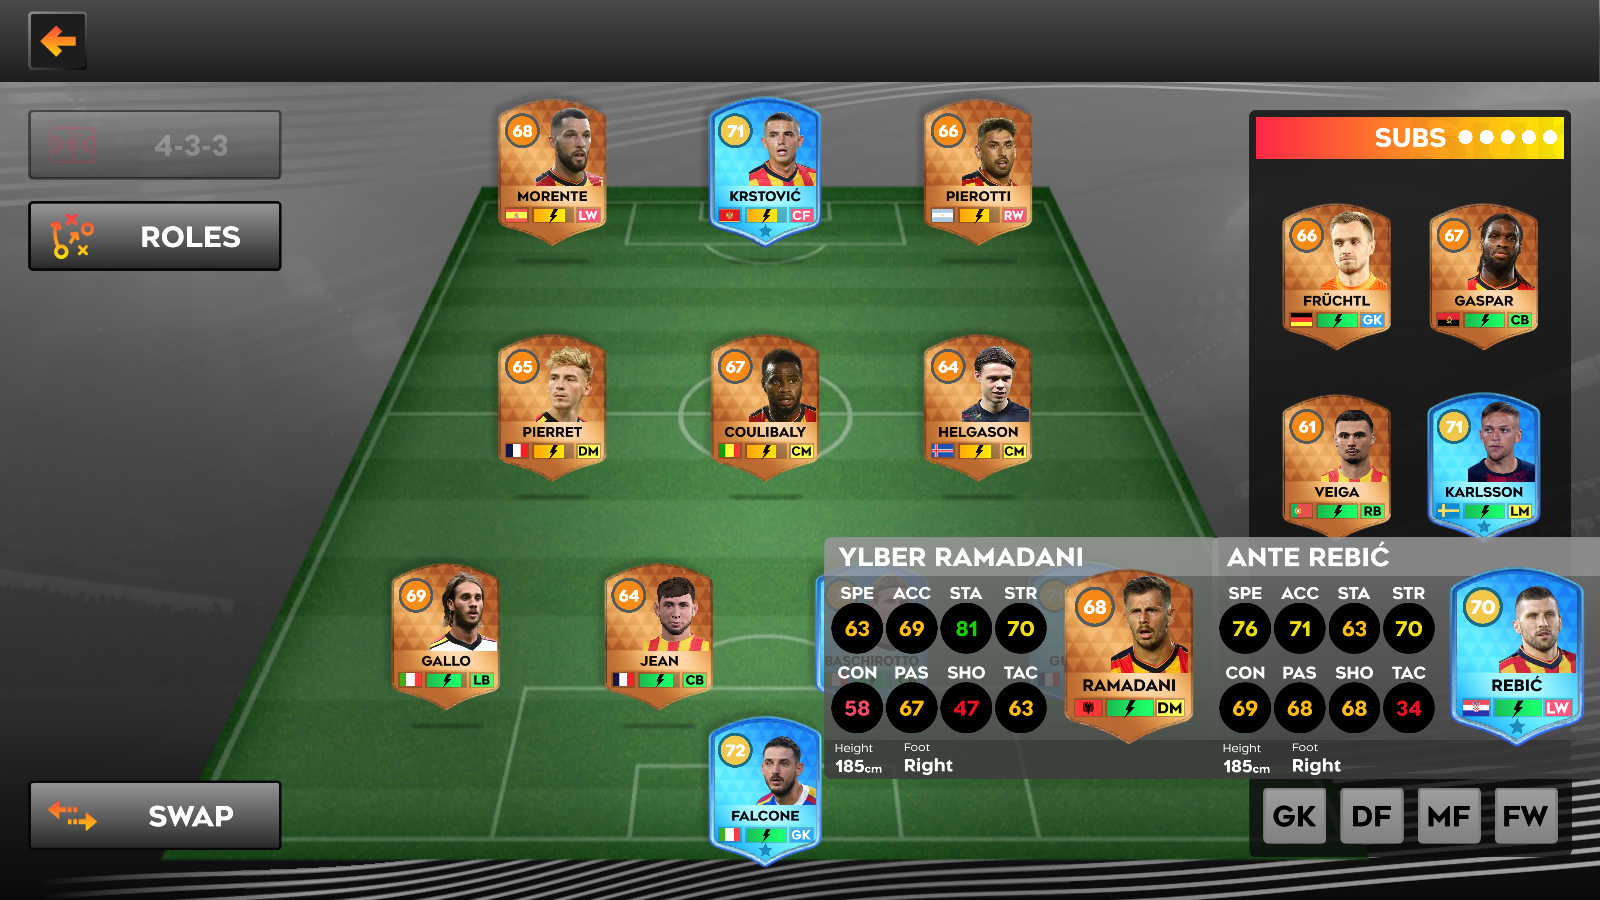 4-3-3
ROLES
SWAP
68
MORENTE
LW
71
KRSTOVIĆ
CF
66
PIEROTTI
RW
65
PIERRET
DM
67
COULIBALY
CM
64
HELGASON
CM
69
GALLO
LB
64
JEAN
CB
BASCHIROTTO
72
FALCONE
GK
SUBS
66
FRÜCHTL
GK
67
GASPAR
CB
61
VEIGA
RB
71
KARLSSON
LM
YLBER RAMADANI
SPE ACC STA STR
63 69 81 70
CON PAS SHO TAC
58 67 47 63
Height Foot
185cm Right
68
RAMADANI
DM
ANTE REBIĆ
SPE ACC STA STR
76 71 63 70
CON PAS SHO TAC
69 68 68 34
Height Foot
185cm Right
70
REBIĆ
LW
GK DF MF FW